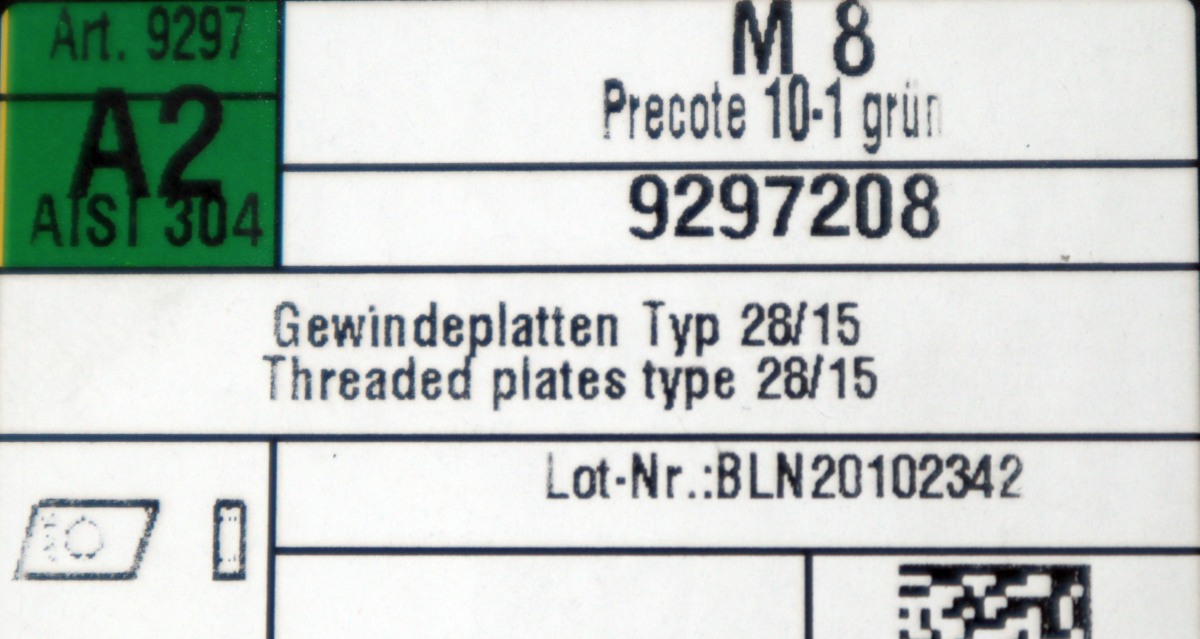 Art. 9297
A2
AISI 304
M 8
Precote 10-1 grün
9297208
Gewindeplatten Typ 28/15
Threaded plates type 28/15
Lot-Nr.:BLN20102342